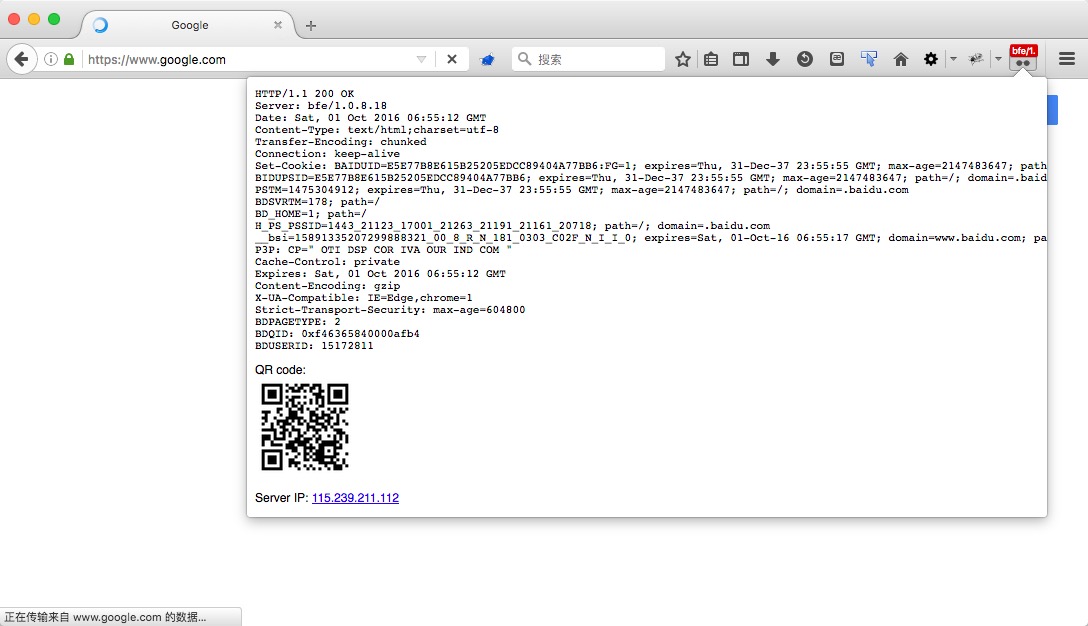 Google
https://www.google.com
搜索
bfe/1.
HTTP/1.1 200 OK
Server: bfe/1.0.8.18
Date: Sat, 01 Oct 2016 06:55:12 GMT
Content-Type: text/html;charset=utf-8
Transfer-Encoding: chunked
Connection: keep-alive
Set-Cookie: BAIDUID=E5E77B8E615B25205EDCC89404A77BB6:FG=1; expires=Thu, 31-Dec-37 23:55:55 GMT; max-age=2147483647; path
BIDUPSID=E5E77B8E615B25205EDCC89404A77BB6; expires=Thu, 31-Dec-37 23:55:55 GMT; max-age=2147483647; path=/; domain=.baid
PSTM=1475304912; expires=Thu, 31-Dec-37 23:55:55 GMT; max-age=2147483647; path=/; domain=.baidu.com
BDSVRTM=178; path=/
BD_HOME=1; path=/
H_PS_PSSID=1443_21123_17001_21263_21191_21161_20718; path=/; domain=.baidu.com
__bsi=15891335207299888321_00_8_R_N_181_0303_C02F_N_I_I_0; expires=Sat, 01-Oct-16 06:55:17 GMT; domain=www.baidu.com; pa
P3P: CP=" OTI DSP COR IVA OUR IND COM "
Cache-Control: private
Expires: Sat, 01 Oct 2016 06:55:12 GMT
Content-Encoding: gzip
X-UA-Compatible: IE=Edge,chrome=1
Strict-Transport-Security: max-age=604800
BDPAGETYPE: 2
BDQID: 0xf46365840000afb4
BDUSERID: 15172811
QR code:
Server IP: 115.239.211.112
正在传输来自 www.google.com 的数据...